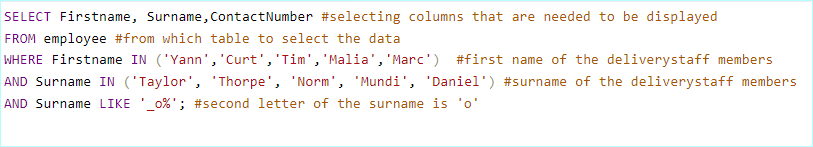 SELECT Firstname, Surname,ContactNumber #selecting columns that are needed to be displayed
FROM employee #from which table to select the data
WHERE Firstname IN ('Yann','Curt','Tim','Malia','Marc')  #first name of the deliverystaff members
AND Surname IN ('Taylor', 'Thorpe', 'Norm', 'Mundi', 'Daniel') #surname of the deliverystaff members
AND Surname LIKE '_o%'; #second letter of the surname is 'o'